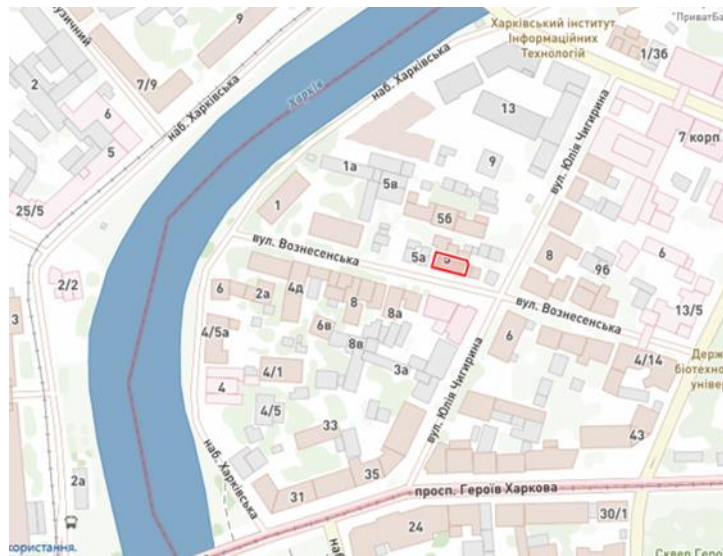 "ПриватБа
Харківський інститут
Інформаційних
Технологій
1/3б
9
7/9
2
6
5
наб. Харківська
Харків
наб. Харківська
13
7 корп
9
1а
5в
вул. Юлія Чигирина
25/5
1
5б
2/2
вул. Вознесенська
5а
8
9б
6
3
6
2а
4д
8
8а
вул. Вознесенська
13/5
4/5а
6в
8в
6
4/14
Держ
біотехно
уніве
4
4/1
3а
4/5
вул. Юлія Чигирина
33
43
наб. Харківська
2а
35
31
просп. Героїв Харкова
24
30/1
користання.
Сквер Геро